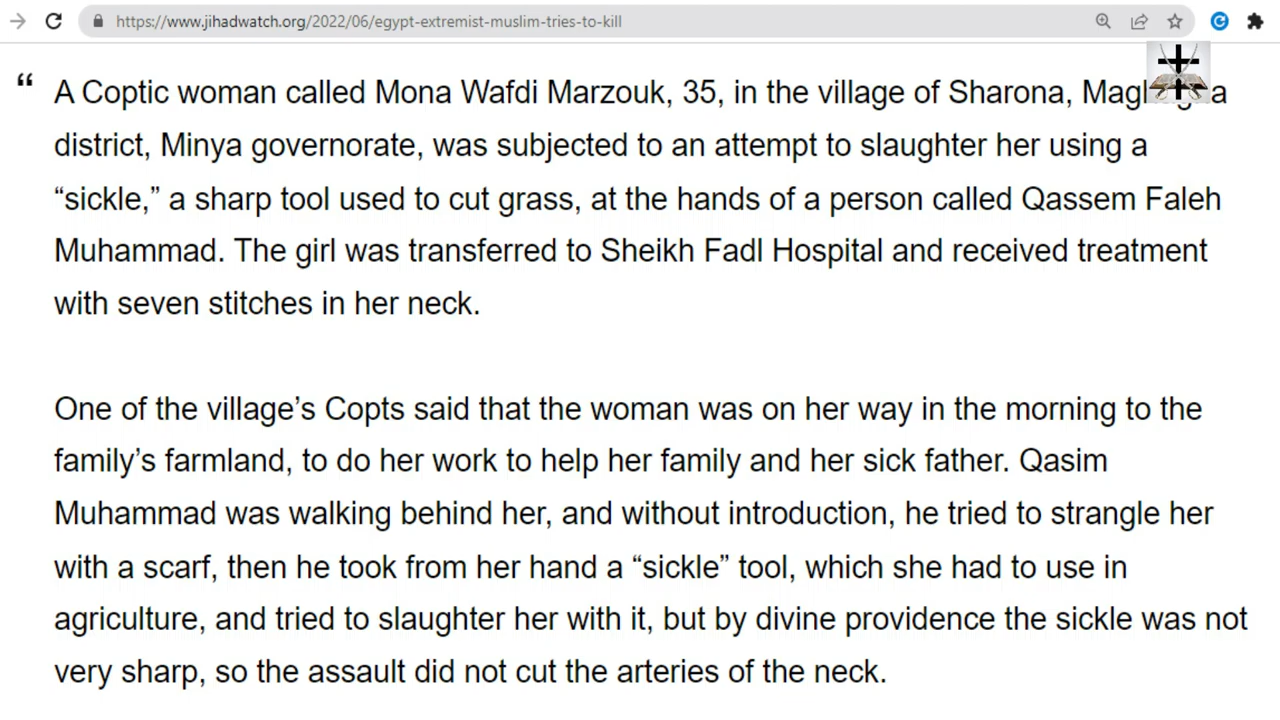 https://www.jihadwatch.org/2022/06/egypt-extremist-muslim-tries-to-kill
“ A Coptic woman called Mona Wafdi Marzouk, 35, in the village of Sharona,
district, Minya governorate, was subjected to an attempt to slaughter her using a
“sickle,” a sharp tool used to cut grass, at the hands of a person called Qassem Faleh
Muhammad. The girl was transferred to Sheikh Fadl Hospital and received treatment
with seven stitches in her neck.
One of the village’s Copts said that the woman was on her way in the morning to the
family’s farmland, to do her work to help her family and her sick father. Qasim
Muhammad was walking behind her, and without introduction, he tried to strangle her
with a scarf, then he took from her hand a “sickle” tool, which she had to use in
agriculture, and tried to slaughter her with it, but by divine providence the sickle was not
very sharp, so the assault did not cut the arteries of the neck.